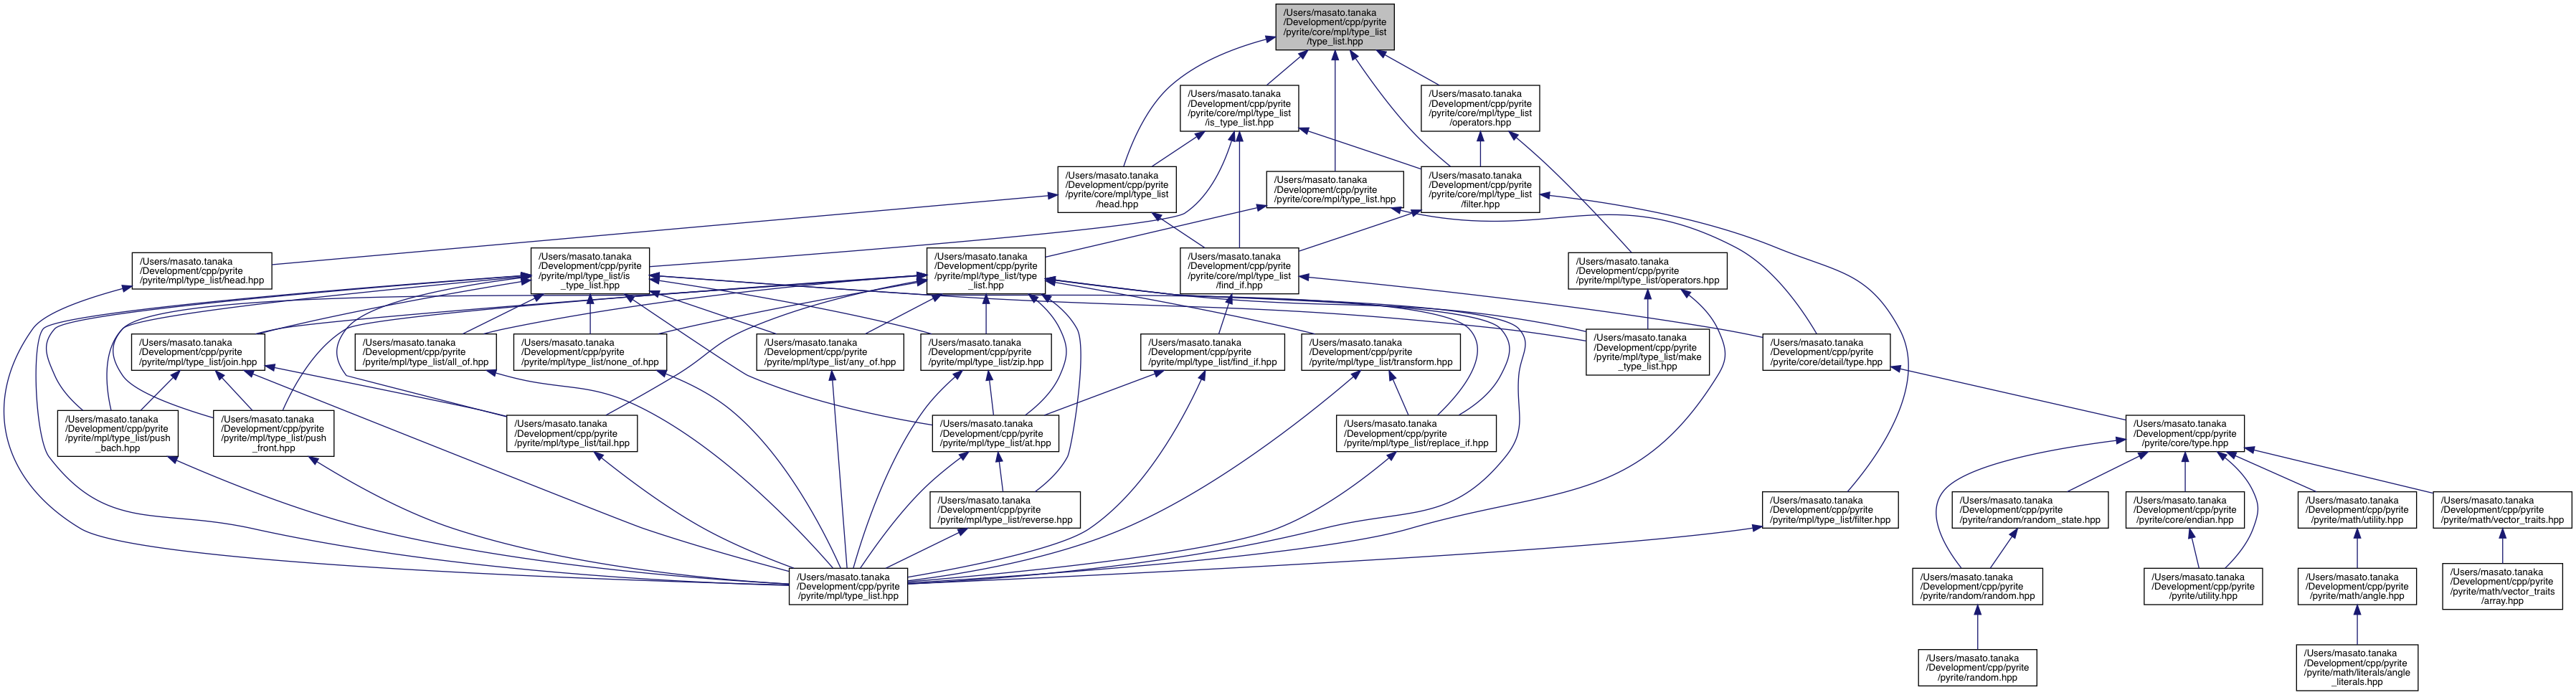 /Users/masato.tanaka
/Development/cpp/pyrite
/pyrite/core/mpl/type_list
/type_list.hpp
/Users/masato.tanaka
/Development/cpp/pyrite
/pyrite/core/mpl/type_list
/is_type_list.hpp
/Users/masato.tanaka
/Development/cpp/pyrite
/pyrite/core/mpl/type_list
/operators.hpp
/Users/masato.tanaka
/Development/cpp/pyrite
/pyrite/core/mpl/type_list
/head.hpp
/Users/masato.tanaka
/Development/cpp/pyrite
/pyrite/core/mpl/type_list.hpp
/Users/masato.tanaka
/Development/cpp/pyrite
/pyrite/core/mpl/type_list
/filter.hpp
/Users/masato.tanaka
/Development/cpp/pyrite
/pyrite/mpl/type_list/head.hpp
/Users/masato.tanaka
/Development/cpp/pyrite
/pyrite/mpl/type_list/is
_type_list.hpp
/Users/masato.tanaka
/Development/cpp/pyrite
/pyrite/mpl/type_list/type
_list.hpp
/Users/masato.tanaka
/Development/cpp/pyrite
/pyrite/core/mpl/type_list
/find_if.hpp
/Users/masato.tanaka
/Development/cpp/pyrite
/pyrite/mpl/type_list/operators.hpp
/Users/masato.tanaka
/Development/cpp/pyrite
/pyrite/mpl/type_list/join.hpp
/Users/masato.tanaka
/Development/cpp/pyrite
/pyrite/mpl/type_list/all_of.hpp
/Users/masato.tanaka
/Development/cpp/pyrite
/pyrite/mpl/type_list/none_of.hpp
/Users/masato.tanaka
/Development/cpp/pyrite
/pyrite/mpl/type_list/any_of.hpp
/Users/masato.tanaka
/Development/cpp/pyrite
/pyrite/mpl/type_list/zip.hpp
/Users/masato.tanaka
/Development/cpp/pyrite
/pyrite/mpl/type_list/find_if.hpp
/Users/masato.tanaka
/Development/cpp/pyrite
/pyrite/mpl/type_list/transform.hpp
/Users/masato.tanaka
/Development/cpp/pyrite
/pyrite/mpl/type_list/make
_type_list.hpp
/Users/masato.tanaka
/Development/cpp/pyrite
/pyrite/core/detail/type.hpp
/Users/masato.tanaka
/Development/cpp/pyrite
/pyrite/mpl/type_list/push
_bach.hpp
/Users/masato.tanaka
/Development/cpp/pyrite
/pyrite/mpl/type_list/push
_front.hpp
/Users/masato.tanaka
/Development/cpp/pyrite
/pyrite/mpl/type_list/tail.hpp
/Users/masato.tanaka
/Development/cpp/pyrite
/pyrite/mpl/type_list/at.hpp
/Users/masato.tanaka
/Development/cpp/pyrite
/pyrite/mpl/type_list/replace_if.hpp
/Users/masato.tanaka
/Development/cpp/pyrite
/pyrite/core/type.hpp
/Users/masato.tanaka
/Development/cpp/pyrite
/pyrite/mpl/type_list/reverse.hpp
/Users/masato.tanaka
/Development/cpp/pyrite
/pyrite/mpl/type_list/filter.hpp
/Users/masato.tanaka
/Development/cpp/pyrite
/pyrite/random/random_state.hpp
/Users/masato.tanaka
/Development/cpp/pyrite
/pyrite/core/endian.hpp
/Users/masato.tanaka
/Development/cpp/pyrite
/pyrite/math/utility.hpp
/Users/masato.tanaka
/Development/cpp/pyrite
/pyrite/math/vector_traits.hpp
/Users/masato.tanaka
/Development/cpp/pyrite
/pyrite/mpl/type_list.hpp
/Users/masato.tanaka
/Development/cpp/pyrite
/pyrite/random/random.hpp
/Users/masato.tanaka
/Development/cpp/pyrite
/pyrite/utility.hpp
/Users/masato.tanaka
/Development/cpp/pyrite
/pyrite/math/angle.hpp
/Users/masato.tanaka
/Development/cpp/pyrite
/pyrite/math/vector_traits
/array.hpp
/Users/masato.tanaka
/Development/cpp/pyrite
/pyrite/random.hpp
/Users/masato.tanaka
/Development/cpp/pyrite
/pyrite/math/literals/angle
_literals.hpp